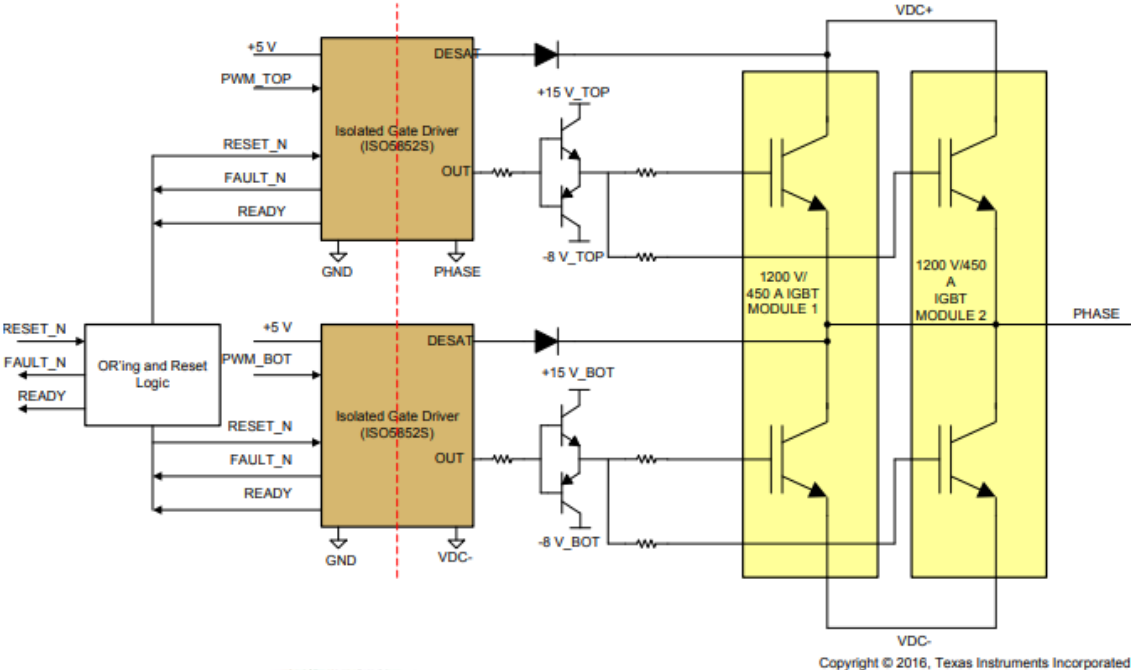 VDC+
+5 V
DESAT
PWM_TOP
+15 V_TOP
Isolated Gate Driver
(ISO5852S)
RESET_N
FAULT_N
OUT
READY
-8 V_TOP
GND
PHASE
1200 V/
450 A IGBT
MODULE 1
1200 V/450
A
IGBT
MODULE 2
PHASE
RESET_N
FAULT_N
READY
OR'ing and Reset
Logic
+5 V
DESAT
PWM_BOT
+15 V_BOT
Isolated Gate Driver
(ISO5852S)
RESET_N
FAULT_N
OUT
READY
-8 V_BOT
GND
VDC-
VDC-
Copyright © 2016, Texas Instruments Incorporated